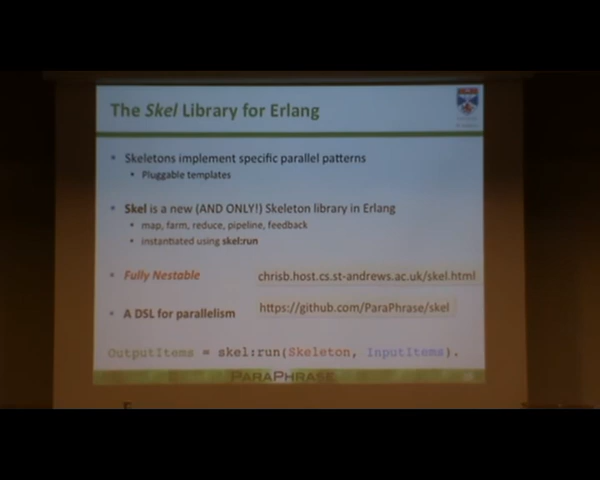 The Skel Library for Erlang
• Skeletons implement specific parallel patterns
• Pluggable templates
• Skel is a new (AND ONLY!) Skeleton library in Erlang
• map, farm, reduce, pipeline, feedback
• instantiated using skel:run
• Fully Nestable
chrisb.host.cs.st-andrews.ac.uk/skel.html
• A DSL for parallelism
https://github.com/ParaPhrase/skel
OutputItems = skel:run(Skeleton, InputItems).
PARAPHRASE